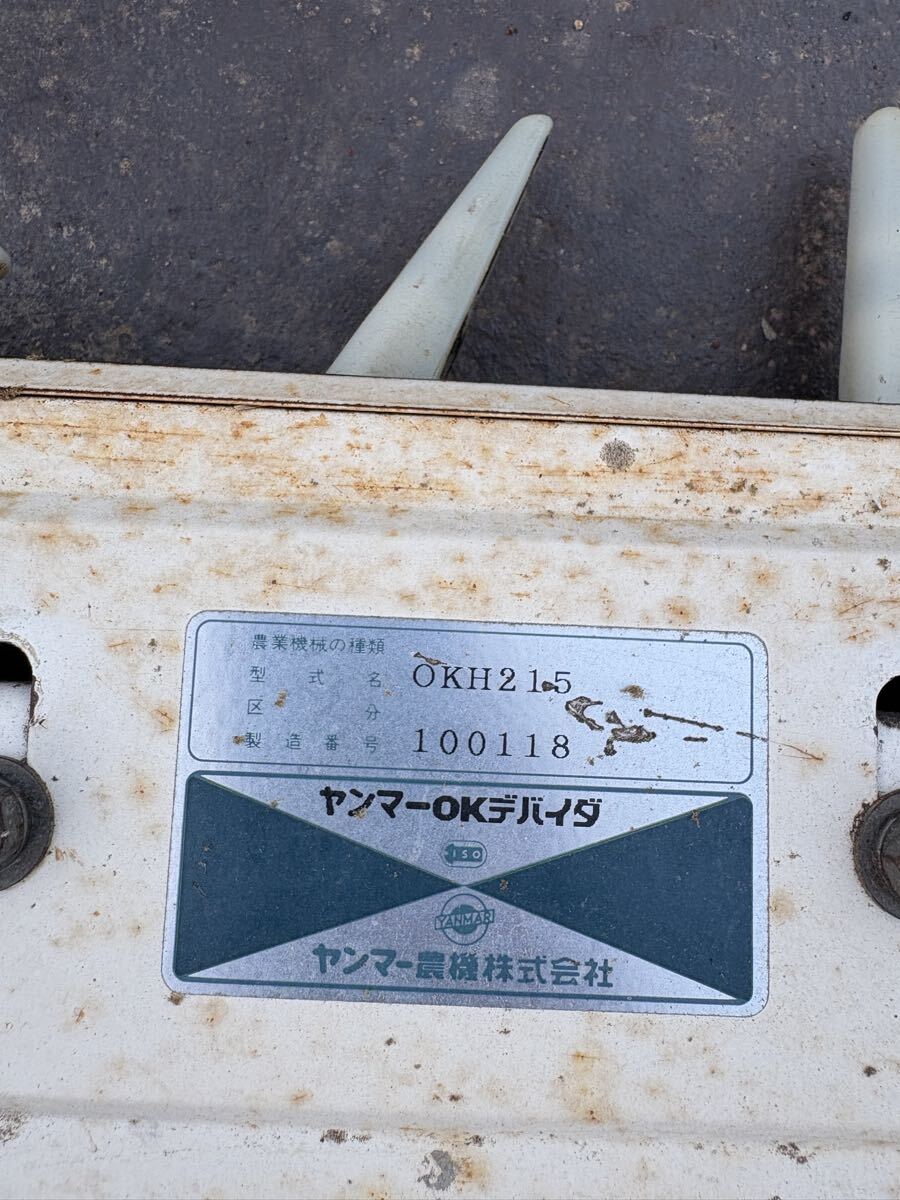 農業機械の種類
型式名 OKH215
区分
製造番号 100118
ヤンマーOKデバイダ
ISO
YANMAR
ヤンマー農機株式会社